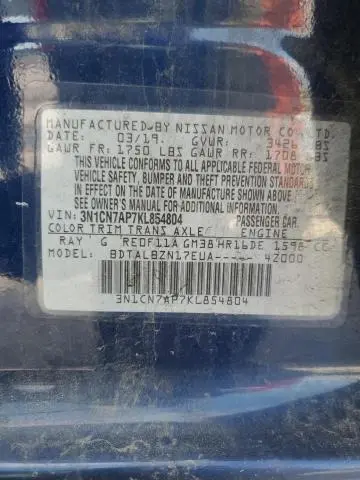 MANUFACTURED BY NISSAN MOTOR CO., LTD.
DATE: 03/19 GVWR: 3426 LBS
GAWR FR: 1750 LBS GAWR RR: 1708 LBS
THIS VEHICLE CONFORMS TO ALL APPLICABLE FEDERAL MOTOR
VEHICLE SAFETY AND BUMPER AND THEFT PREVENTION STANDARDS
IN EFFECT ON THE DATE OF MANUFACTURE SHOWN ABOVE.
SEE OWNER'S MANUAL FOR ADDITIONAL INFORMATION.
VIN: 3N1CN7AP7KL854804 PASSENGER CAR
COLOR TRIM TRANS AXLE ENGINE
RAY G RE0F11A GM38 HR16DE 1598 CC
MODEL: BDTALBZN17EUA----- 4Z000
3N1CN7AP7KL854804